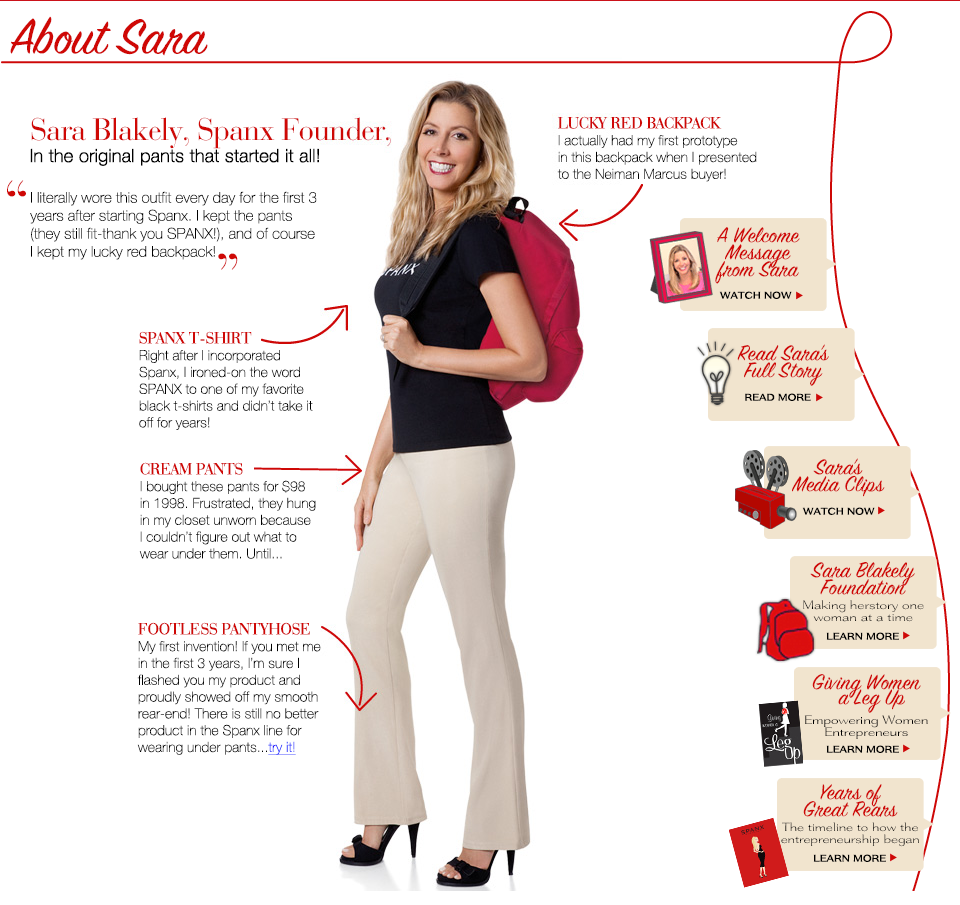 About Sara
Sara Blakely, Spanx Founder,
In the original pants that started it all!
“ I literally wore this outfit every day for the first 3
years after starting Spanx. I kept the pants
(they still fit-thank you SPANX!), and of course
I kept my lucky red backpack! ”
LUCKY RED BACKPACK
I actually had my first prototype
in this backpack when I presented
to the Neiman Marcus buyer!
SPANX
SPANX T-SHIRT
Right after I incorporated
Spanx, I ironed-on the word
SPANX to one of my favorite
black t-shirts and didn't take it
off for years!
CREAM PANTS
I bought these pants for $98
in 1998. Frustrated, they hung
in my closet unworn because
I couldn't figure out what to
wear under them. Until...
FOOTLESS PANTYHOSE
My first invention! If you met me
in the first 3 years, I'm sure I
flashed you my product and
proudly showed off my smooth
rear-end! There is still no better
product in the Spanx line for
wearing under pants...try it!
A Welcome
Message
from Sara
WATCH NOW
Read Sara's
Full Story
READ MORE
Sara's
Media Clips
WATCH NOW
Sara Blakely
Foundation
Making herstory one
woman at a time
LEARN MORE
Giving Women
a Leg Up
Empowering Women
Entrepreneurs
LEARN MORE
Giving
Leg
Up
Years of
Great Rears
The timeline to how the
entrepreneurship began
LEARN MORE
SPANX